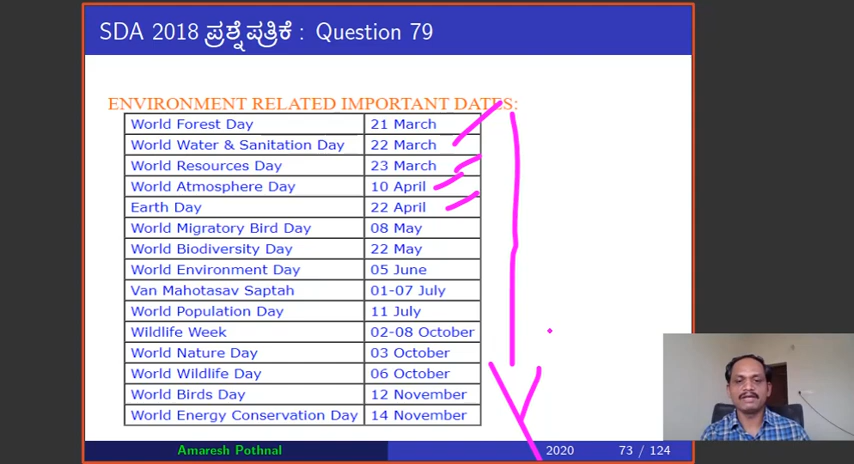 SDA 2018 ಪ್ರಶ್ನೆಪತ್ರಿಕೆ : Question 79
ENVIRONMENT RELATED IMPORTANT DATES:
World Forest Day 21 March
World Water & Sanitation Day 22 March
World Resources Day 23 March
World Atmosphere Day 10 April
Earth Day 22 April
World Migratory Bird Day 08 May
World Biodiversity Day 22 May
World Environment Day 05 June
Van Mahotasav Saptah 01-07 July
World Population Day 11 July
Wildlife Week 02-08 October
World Nature Day 03 October
World Wildlife Day 06 October
World Birds Day 12 November
World Energy Conservation Day 14 November
Amaresh Pothnal 2020 73 / 124